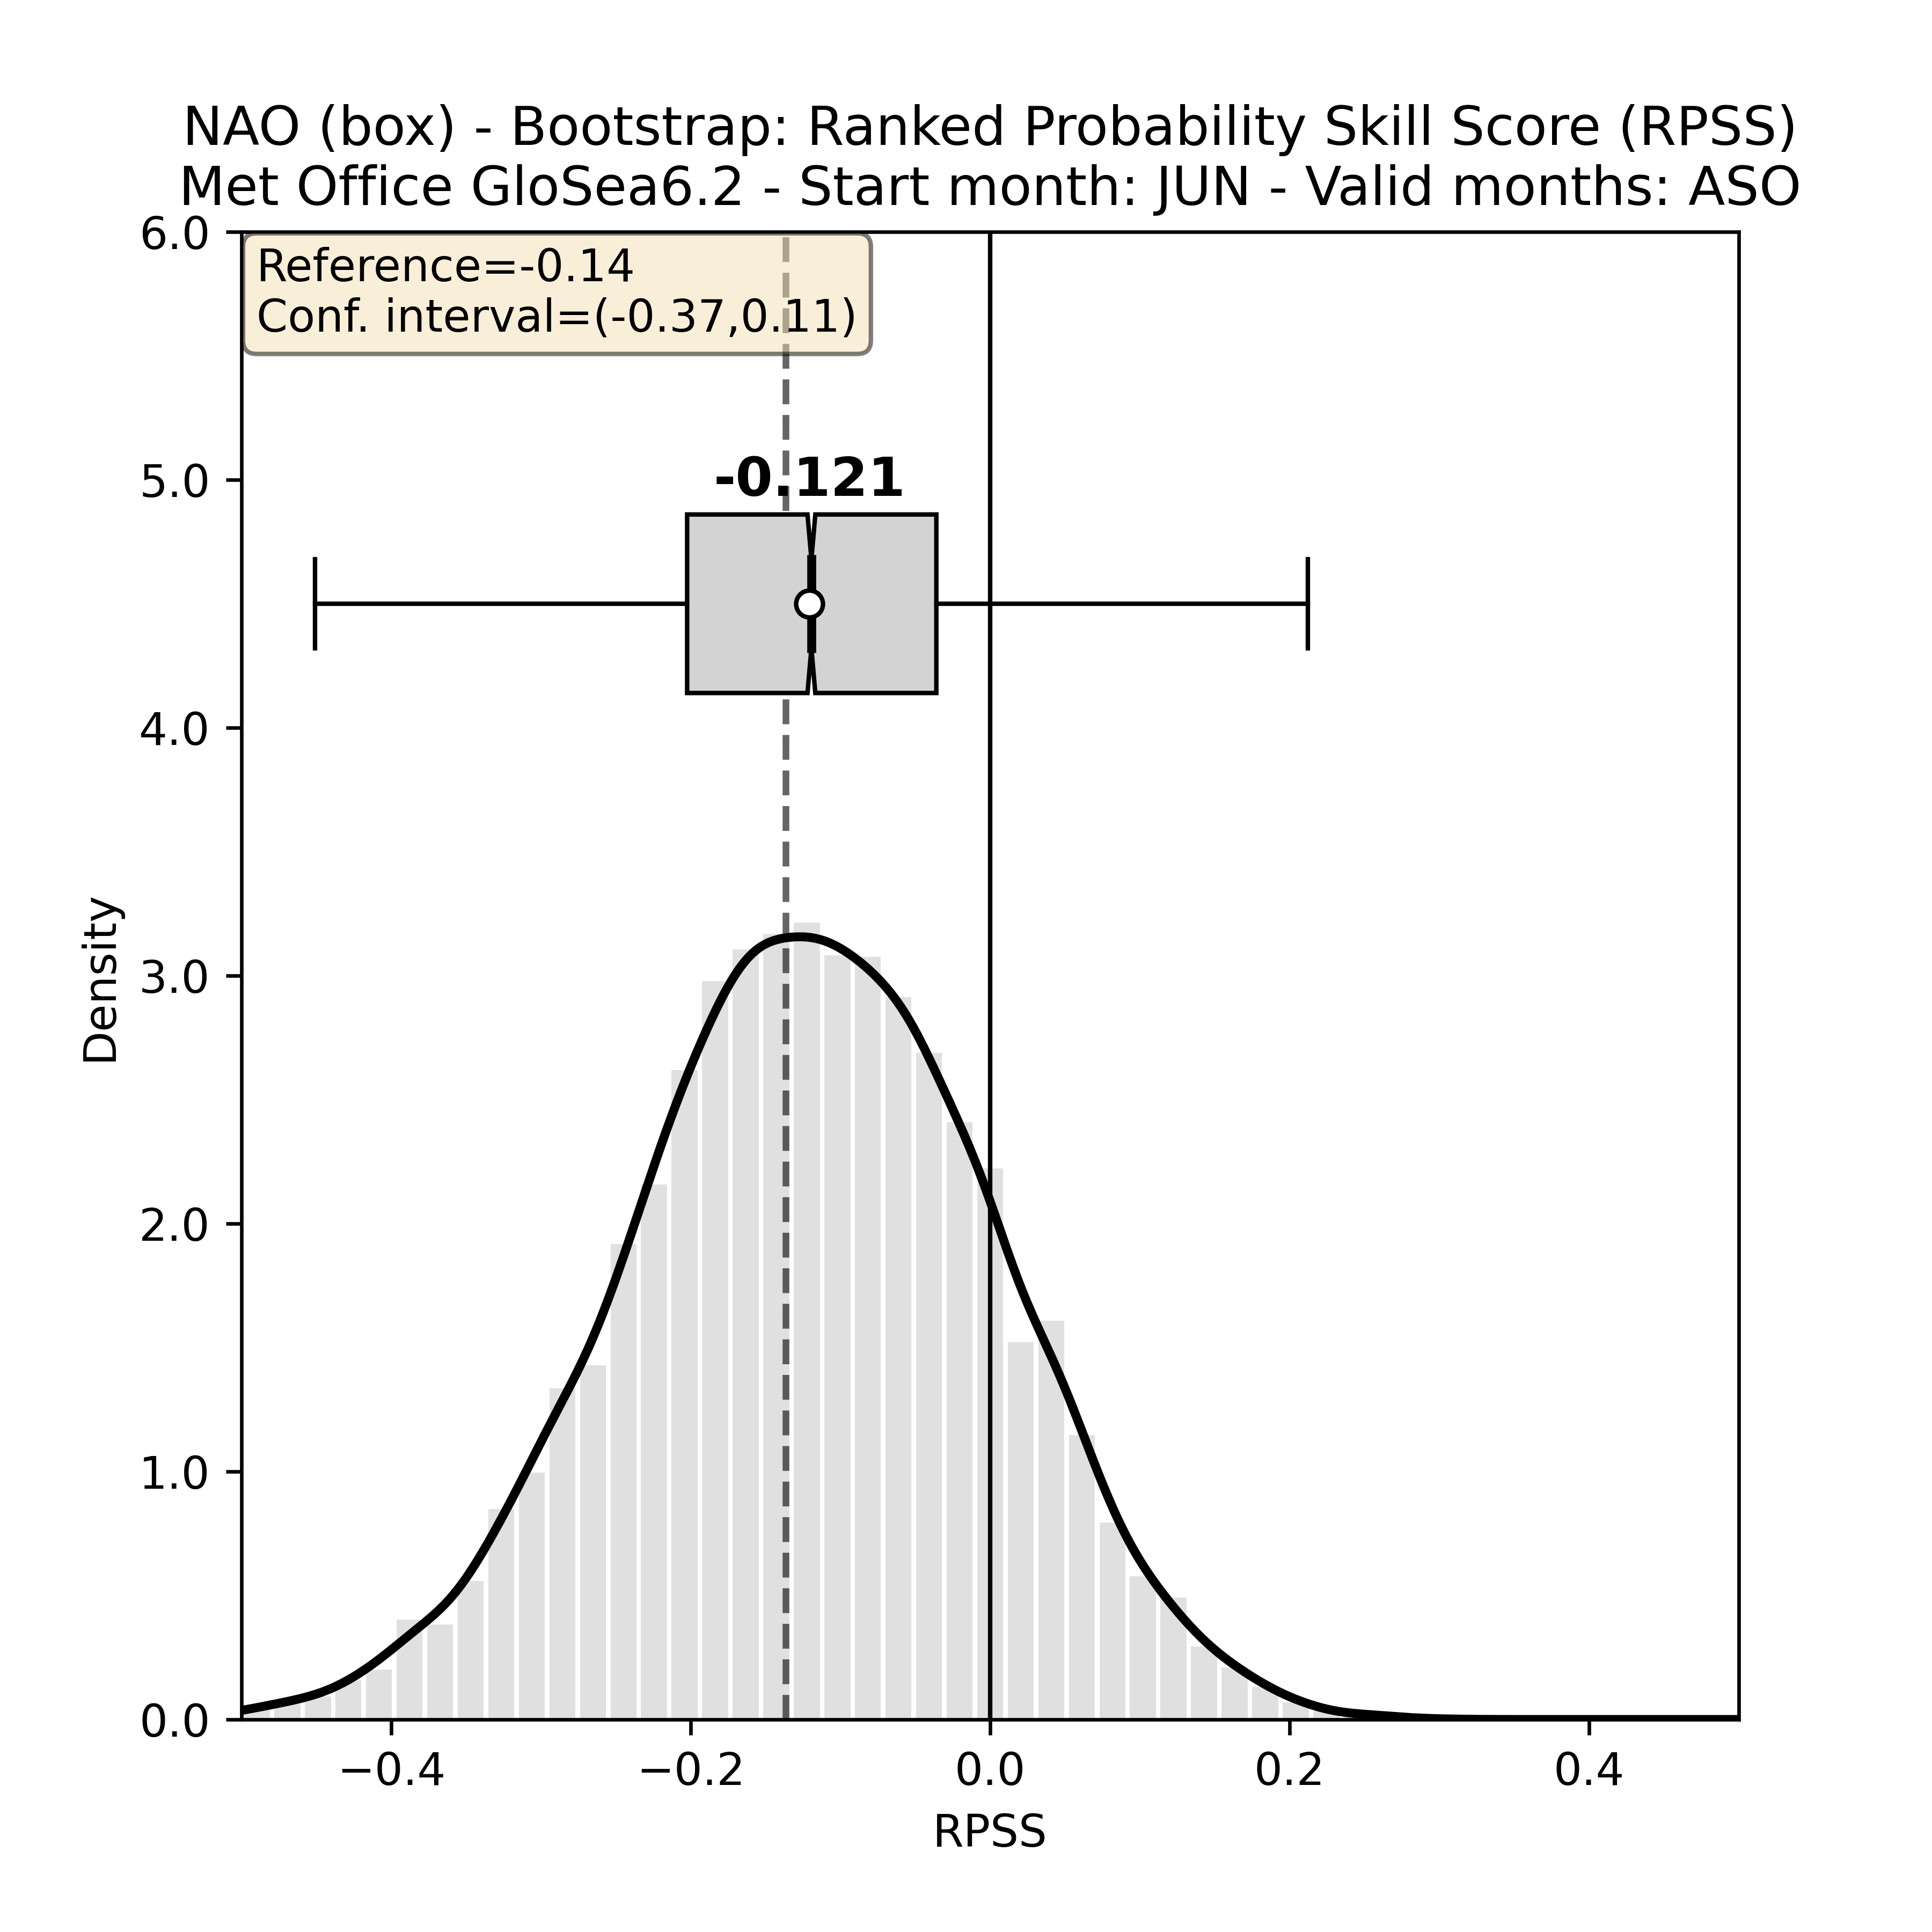 NAO (box) - Bootstrap: Ranked Probability Skill Score (RPSS)
Met Office GloSea6.2 - Start month: JUN - Valid months: ASO
Reference=-0.14
Conf. interval=(-0.37,0.11)
-0.121
6.0
5.0
4.0
3.0
2.0
1.0
0.0
Density
−0.4 −0.2 0.0 0.2 0.4
RPSS